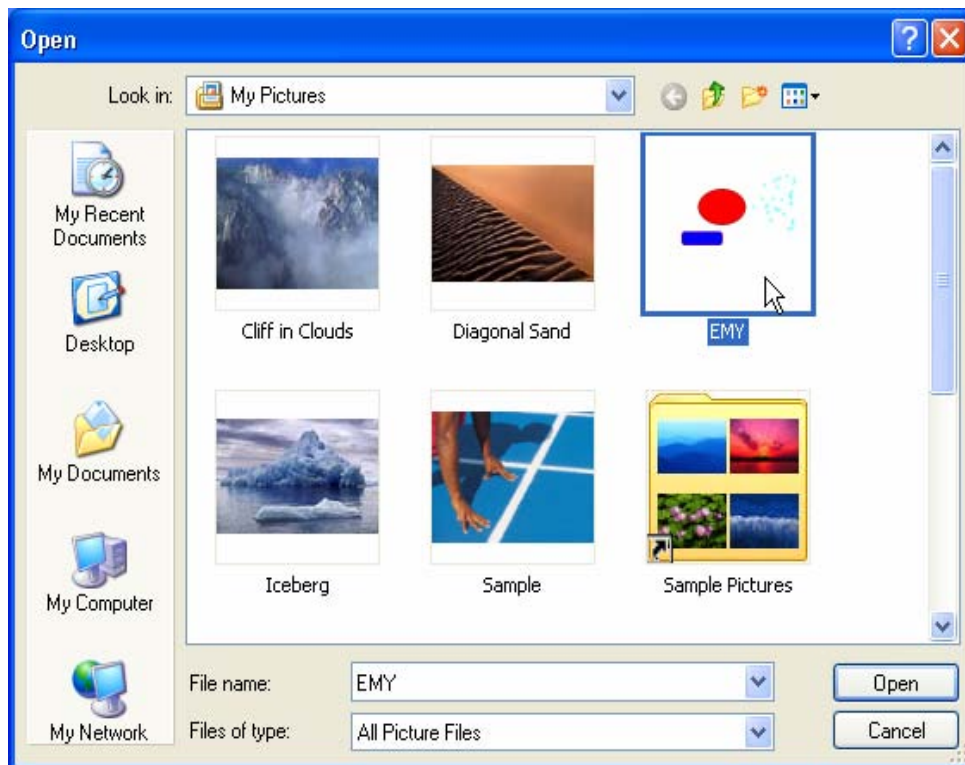 Open
Look in:
My Pictures
My Recent
Documents
Desktop
My Documents
My Computer
My Network
Cliff in Clouds
Diagonal Sand
EMY
Iceberg
Sample
Sample Pictures
File name:
EMY
Open
Files of type:
All Picture Files
Cancel